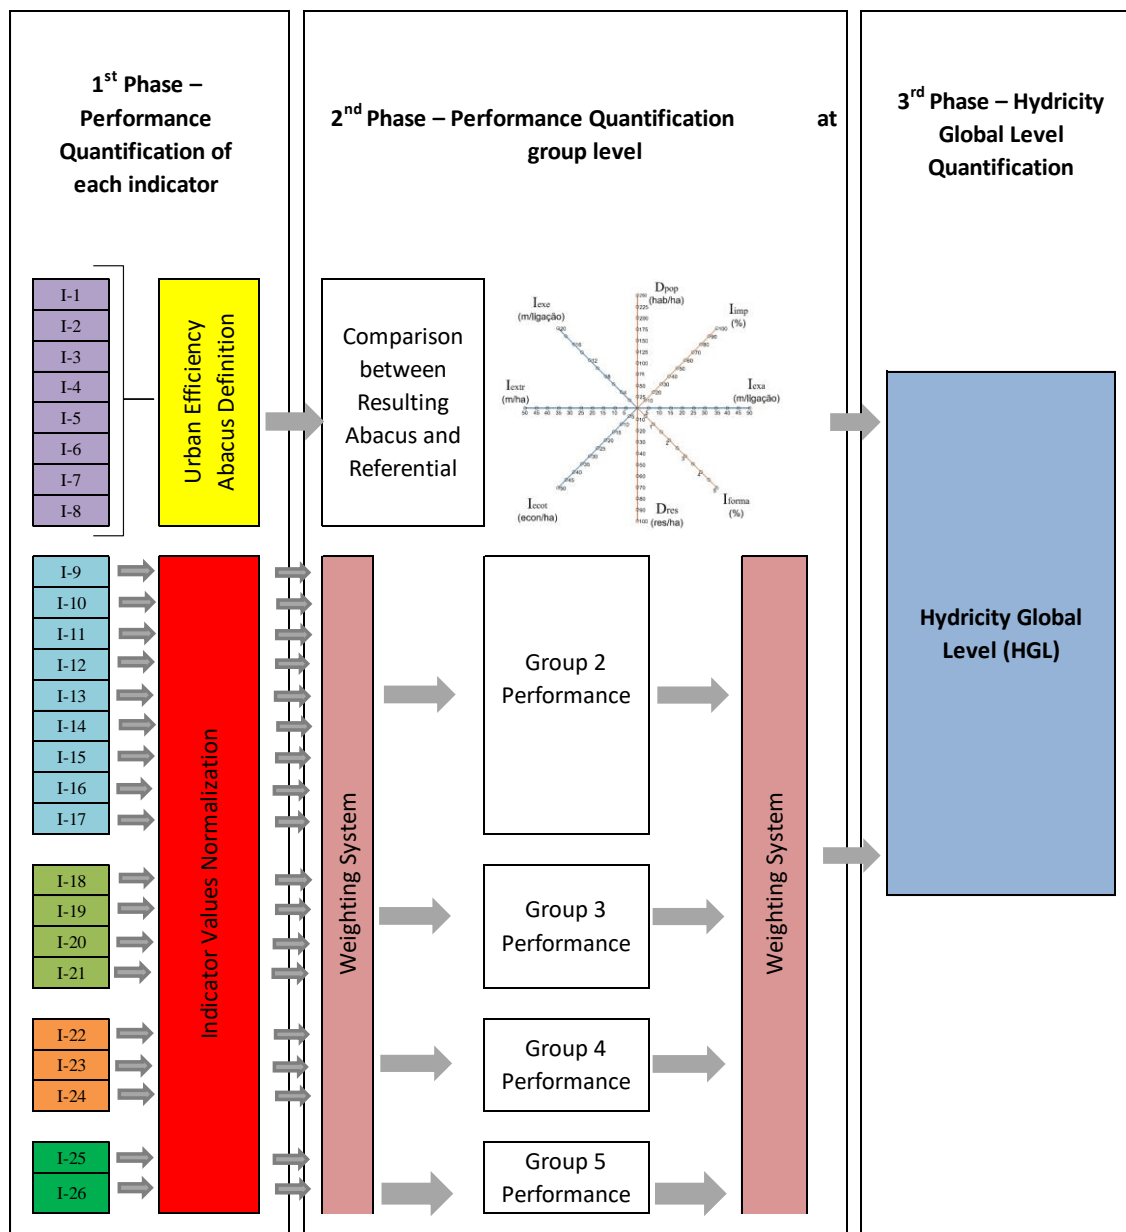 1st Phase –
Performance
Quantification of
each indicator
2nd Phase – Performance Quantification at
group level
3rd Phase – Hydricity
Global Level
Quantification
I-1
I-2
I-3
I-4
I-5
I-6
I-7
I-8
Urban Efficiency
Abacus Definition
Comparison
between
Resulting
Abacus and
Referential
Dpop
(hab/ha)
Iimp
(%)
Iexa
(m/ligação)
Iforma
(%)
Dres
(res/ha)
Iecot
(econ/ha)
Iextr
(m/ha)
Iexe
(m/ligação)
I-9
I-10
I-11
I-12
I-13
I-14
I-15
I-16
I-17
I-18
I-19
I-20
I-21
I-22
I-23
I-24
I-25
I-26
Indicator Values Normalization
Weighting System
Group 2
Performance
Group 3
Performance
Group 4
Performance
Group 5
Performance
Weighting System
Hydricity Global
Level (HGL)